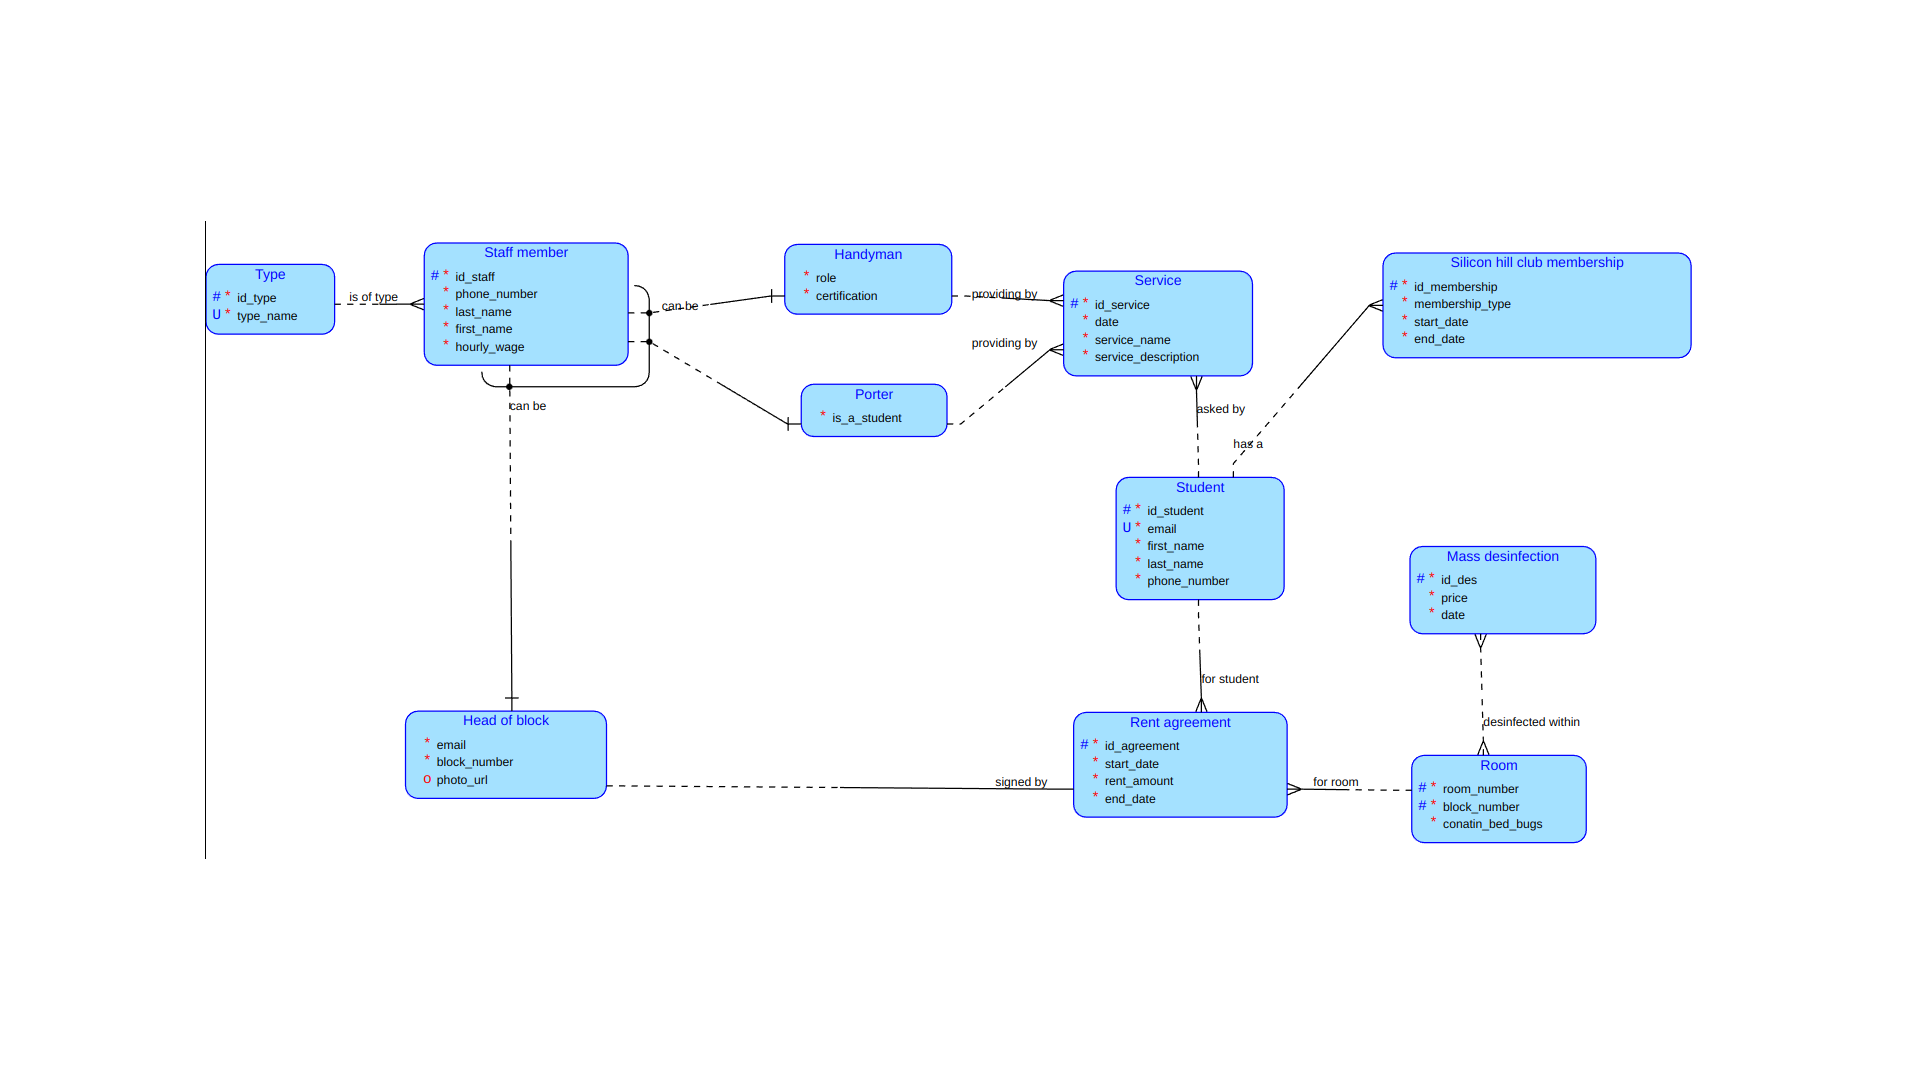 Type
# * id_type
U * type_name
is of type
Staff member
# * id_staff
* phone_number
* last_name
* first_name
* hourly_wage
can be
can be
Handyman
* role
* certification
Porter
* is_a_student
providing by
providing by
Service
# * id_service
* date
* service_name
* service_description
Silicon hill club membership
# * id_membership
* membership_type
* start_date
* end_date
asked by
has a
Student
# * id_student
U * email
* first_name
* last_name
* phone_number
Mass desinfection
# * id_des
* price
* date
for student
desinfected within
Head of block
* email
* block_number
o photo_url
signed by
Rent agreement
# * id_agreement
* start_date
* rent_amount
* end_date
for room
Room
# * room_number
# * block_number
* conatin_bed_bugs